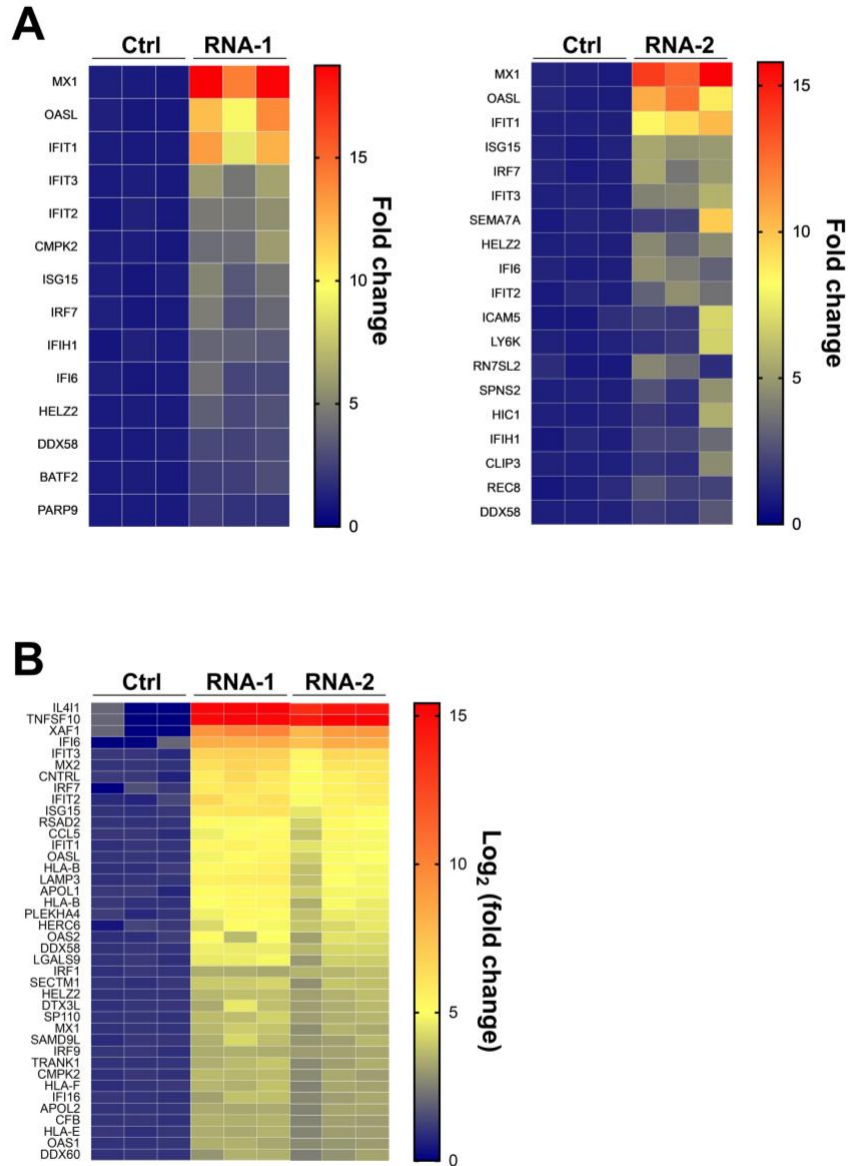 A
Ctrl RNA-1
MX1
OASL
IFIT1
IFIT3
IFIT2
CMPK2
ISG15
IRF7
IFIH1
IFI6
HELZ2
DDX58
BATF2
PARP9
15
10
5
0
Fold change
Ctrl RNA-2
MX1
OASL
IFIT1
ISG15
IRF7
IFIT3
SEMA7A
HELZ2
IFI6
IFIT2
ICAM5
LY6K
RN7SL2
SPNS2
HIC1
IFIH1
CLIP3
REC8
DDX58
15
10
5
0
Fold change
B
Ctrl RNA-1 RNA-2
IL4I1
TNFSF10
XAF1
IFI6
IFIT3
MX2
CNTRL
IRF7
IFIT2
ISG15
RSAD2
CCL5
IFIT1
OASL
HLA-B
LAMP3
APOL1
HLA-B
PLEKHA4
HERC6
OAS2
DDX58
LGALS9
IRF1
SECTM1
HELZ2
DTX3L
SP110
MX1
SAMD9L
IRF9
TRANK1
CMPK2
HLA-F
IFI16
APOL2
CFB
HLA-E
OAS1
DDX60
15
10
5
0
Log2 (fold change)